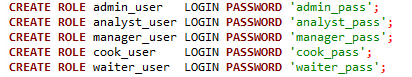 CREATE ROLE admin_user   LOGIN PASSWORD 'admin_pass';
CREATE ROLE analyst_user LOGIN PASSWORD 'analyst_pass';
CREATE ROLE manager_user LOGIN PASSWORD 'manager_pass';
CREATE ROLE cook_user    LOGIN PASSWORD 'cook_pass';
CREATE ROLE waiter_user  LOGIN PASSWORD 'waiter_pass';